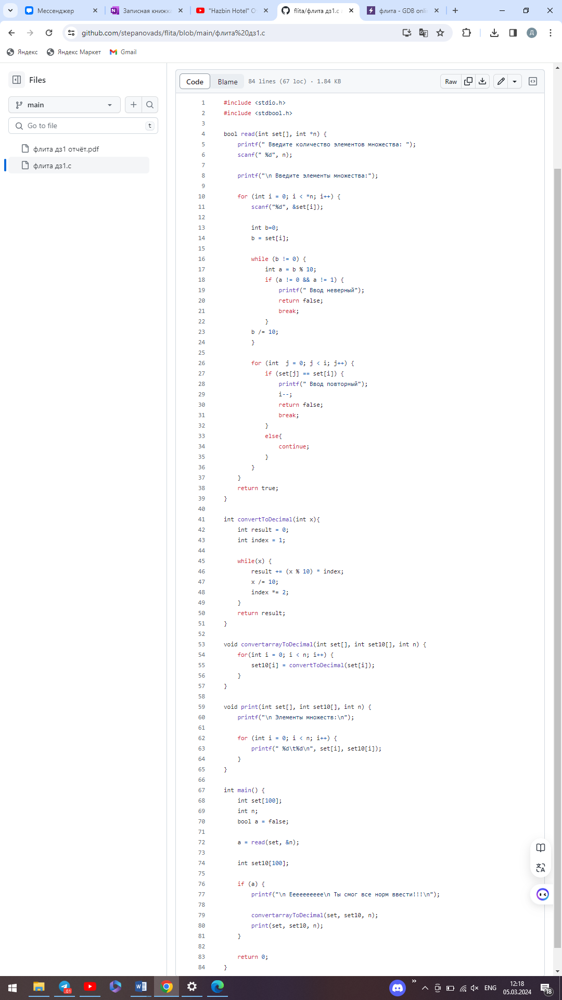 Мессенджер
Записная книжк
"Hazbin Hotel" О
flita/флита дз1.c
флита - GDB onli
github.com/stepanovads/flita/blob/main/флита%20дз1.c
Д
Яндекс
Яндекс Маркет
Gmail
Files
main
Go to file
t
флита дз1 отчёт.pdf
флита дз1.c
Code
Blame
84 lines (67 loc) · 1.84 KB
Raw
1 #include <stdio.h>
2 #include <stdbool.h>
3
4 bool read(int set[], int *n) {
5     printf(" Введите количество элементов множества: ");
6     scanf(" %d", n);
7
8     printf("\n Введите элементы множества:");
9
10     for (int i = 0; i < *n; i++) {
11         scanf("%d", &set[i]);
12
13         int b=0;
14         b = set[i];
15
16         while (b != 0) {
17             int a = b % 10;
18             if (a != 0 && a != 1) {
19                 printf(" Ввод неверный");
20                 return false;
21                 break;
22             }
23         b /= 10;
24         }
25
26         for (int  j = 0; j < i; j++) {
27             if (set[j] == set[i]) {
28                 printf(" Ввод повторный");
29                 i--;
30                 return false;
31                 break;
32             }
33             else{
34                 continue;
35             }
36         }
37     }
38     return true;
39 }
40
41 int convertToDecimal(int x){
42     int result = 0;
43     int index = 1;
44
45     while(x) {
46         result += (x % 10) * index;
47         x /= 10;
48         index *= 2;
49     }
50     return result;
51 }
52
53 void convertarrayToDecimal(int set[], int set10[], int n) {
54     for(int i = 0; i < n; i++) {
55         set10[i] = convertToDecimal(set[i]);
56     }
57 }
58
59 void print(int set[], int set10[], int n) {
60     printf("\n Элементы множеств:\n");
61
62     for (int i = 0; i < n; i++) {
63         printf(" %d\t%d\n", set[i], set10[i]);
64     }
65 }
66
67 int main() {
68     int set[100];
69     int n;
70     bool a = false;
71
72     a = read(set, &n);
73
74     int set10[100];
75
76     if (a) {
77         printf("\n Ееееееееее\n Ты смог все норм ввести!!!\n");
78
79         convertarrayToDecimal(set, set10, n);
80         print(set, set10, n);
81     }
82
83     return 0;
84 }
ENG
12:18
05.03.2024
18